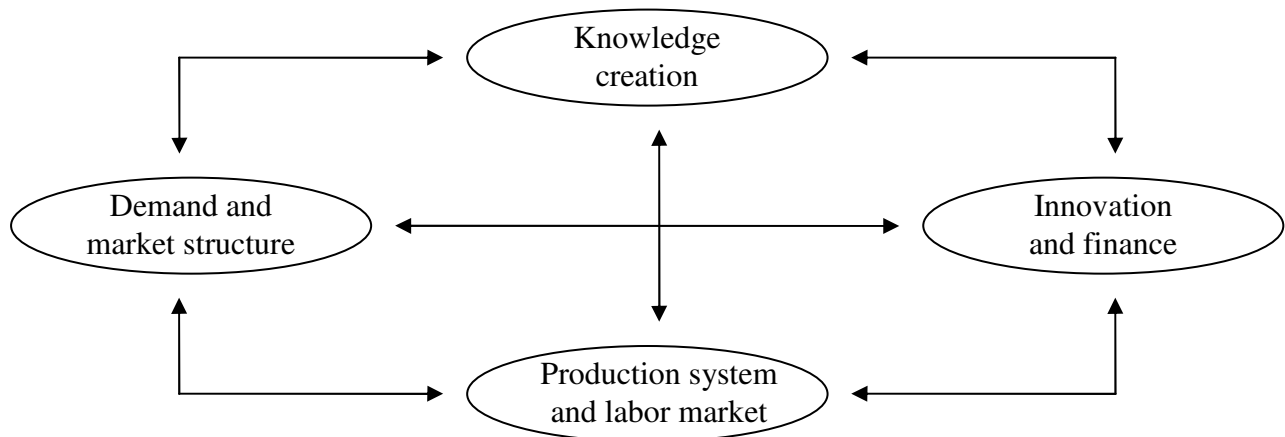 Knowledge
creation
Demand and
market structure
Innovation
and finance
Production system
and labor market